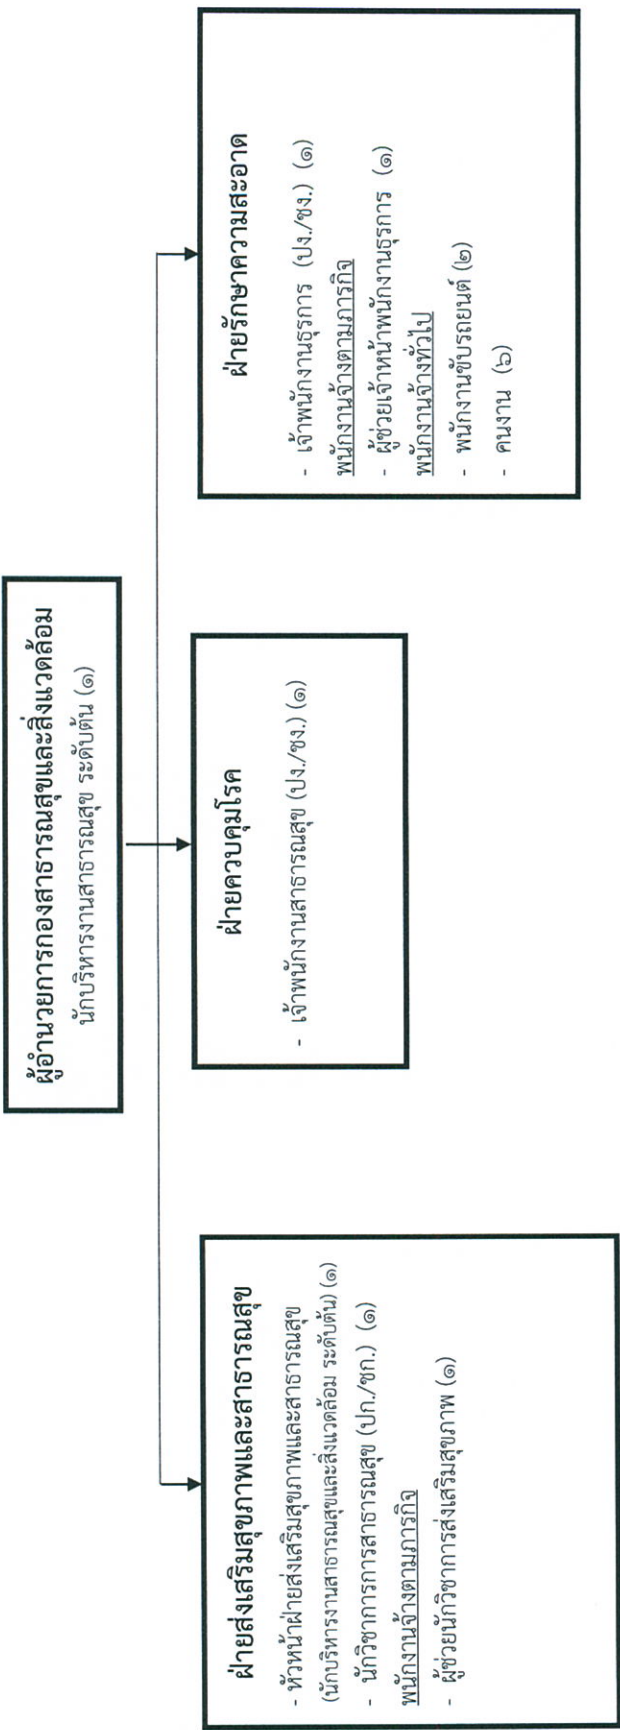 ผู้อำนวยการกองสาธารณสุขและสิ่งแวดล้อม
นักบริหารงานสาธารณสุข ระดับต้น (๑)
ฝ่ายส่งเสริมสุขภาพและสาธารณสุข
- หัวหน้าฝ่ายส่งเสริมสุขภาพและสาธารณสุข
(นักบริหารงานสาธารณสุขและสิ่งแวดล้อม ระดับต้น) (๑)
- นักวิชาการการสาธารณสุข (ปก./ชก.) (๑)
พนักงานจ้างตามภารกิจ
- ผู้ช่วยนักวิชาการส่งเสริมสุขภาพ (๑)
ฝ่ายควบคุมโรค
- เจ้าพนักงานสาธารณสุข (ปง./ชง.) (๑)
ฝ่ายรักษาความสะอาด
- เจ้าพนักงานธุรการ (ปง./ชง.) (๑)
พนักงานจ้างตามภารกิจ
- ผู้ช่วยเจ้าหน้าพนักงานธุรการ (๑)
พนักงานจ้างทั่วไป
- พนักงานขับรถยนต์ (๒)
- คนงาน (๖)